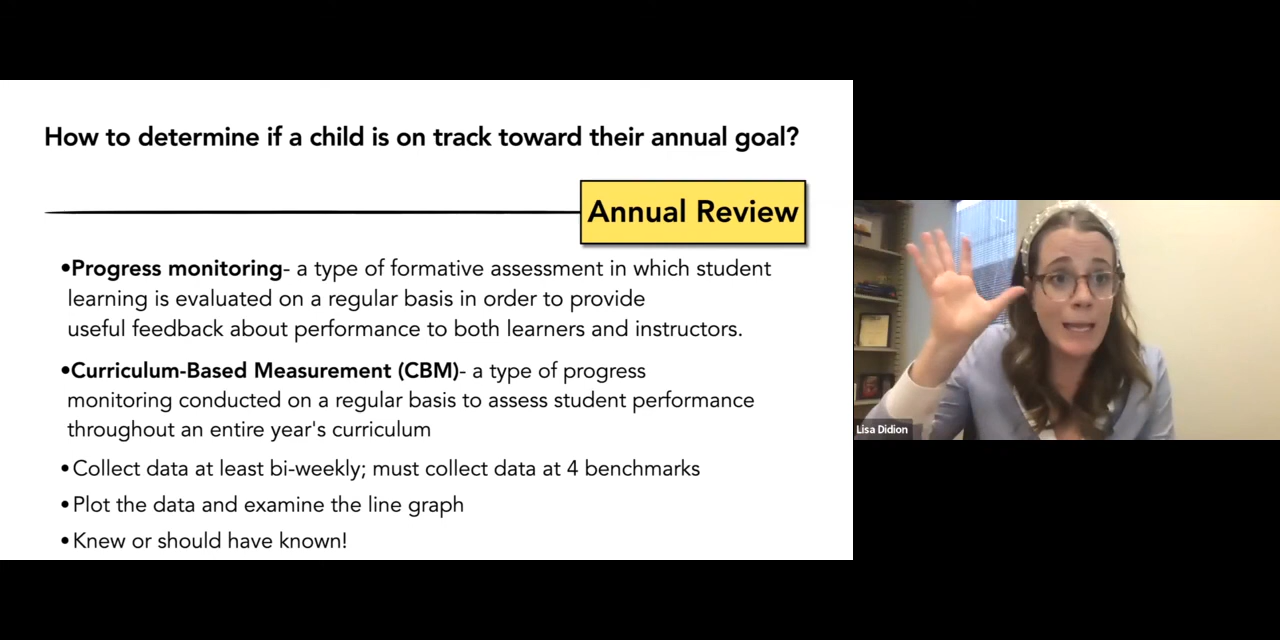 How to determine if a child is on track toward their annual goal?
Annual Review
•Progress monitoring- a type of formative assessment in which student
learning is evaluated on a regular basis in order to provide
useful feedback about performance to both learners and instructors.
•Curriculum-Based Measurement (CBM)- a type of progress
monitoring conducted on a regular basis to assess student performance
throughout an entire year's curriculum
•Collect data at least bi-weekly; must collect data at 4 benchmarks
•Plot the data and examine the line graph
•Knew or should have known!
Lisa Didion